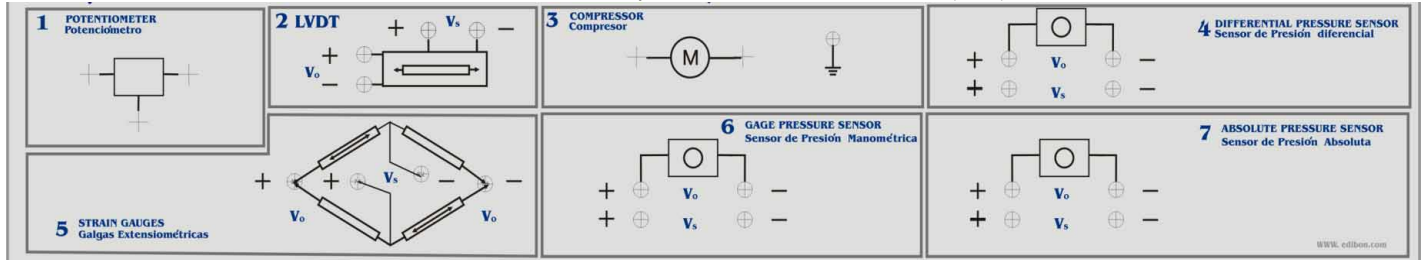 1 POTENTIOMETER
Potenciómetro
2 LVDT
+ Vs −
+
Vo
−
3 COMPRESSOR
Compresor
M
4 DIFFERENTIAL PRESSURE SENSOR
Sensor de Presión diferencial
+ Vo −
+ Vs −
5 STRAIN GAUGES
Galgas Extensiométricas
+ + Vs − −
Vo Vo
6 GAGE PRESSURE SENSOR
Sensor de Presión Manométrica
+ Vo −
+ Vs −
7 ABSOLUTE PRESSURE SENSOR
Sensor de Presión Absoluta
+ Vo −
+ Vs −
WWW. edibon.com